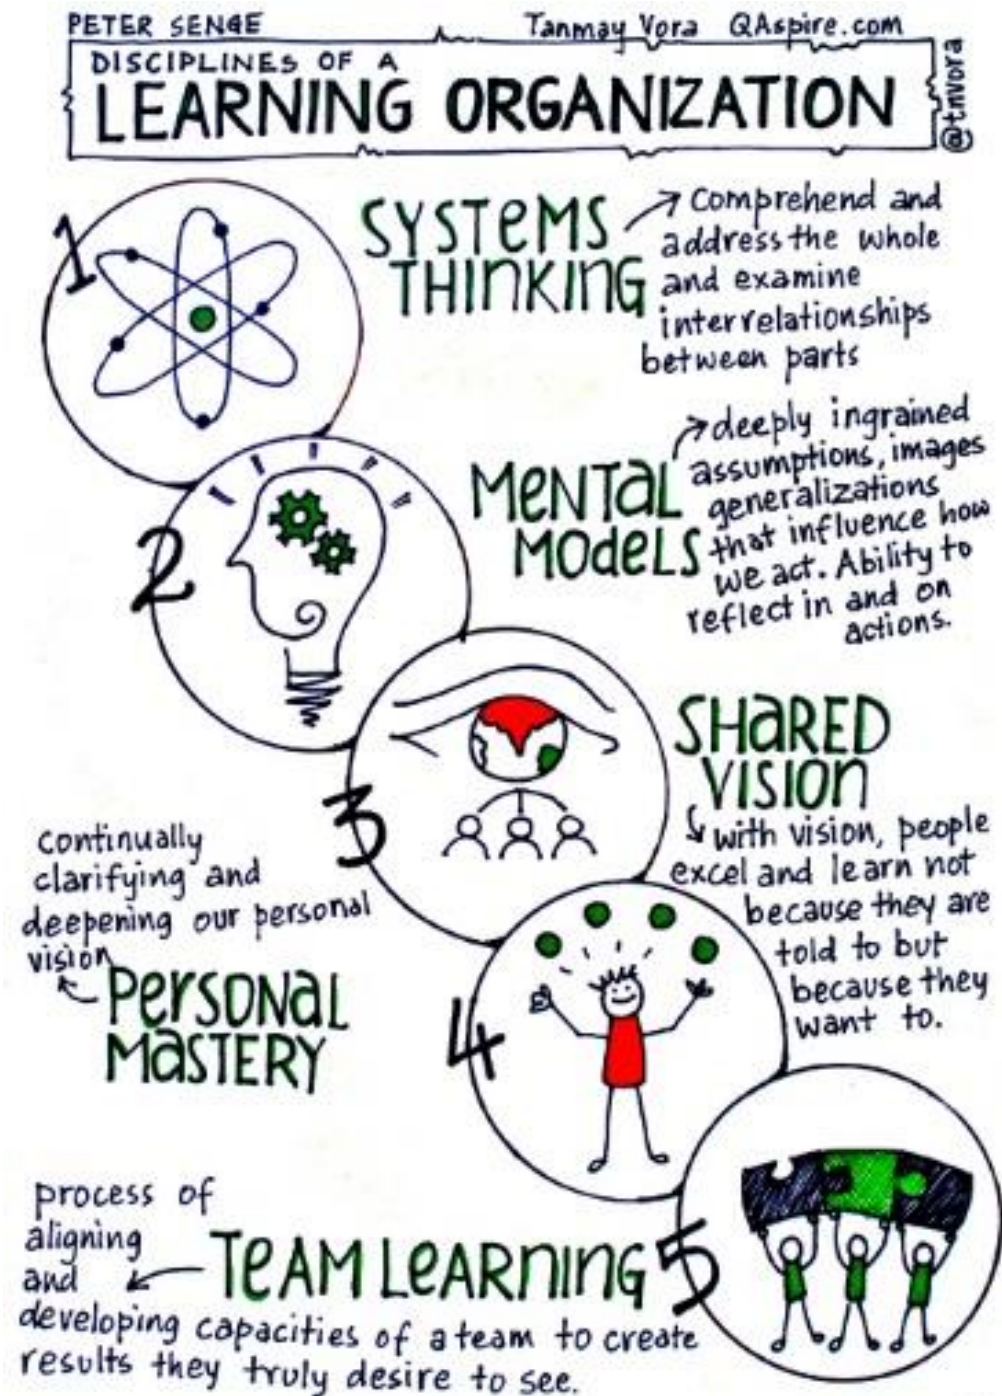 PETER SENGE
Tanmay Vora QAspire.com
@tnvora
DISCIPLINES OF A
LEARNING ORGANIZATION
1
SYSTEMS
THINKING
comprehend and
address the whole
and examine
interrelationships
between parts
2
MENTAL
MODELS
deeply ingrained
assumptions, images
generalizations
that influence how
we act. Ability to
reflect in and on
actions.
3
SHARED
VISION
with vision, people
excel and learn not
because they are
told to but
because they
want to.
4
PERSONAL
MASTERY
continually
clarifying and
deepening our personal
vision
5
TEAM LEARNING
process of
aligning
and
developing capacities of a team to create
results they truly desire to see.